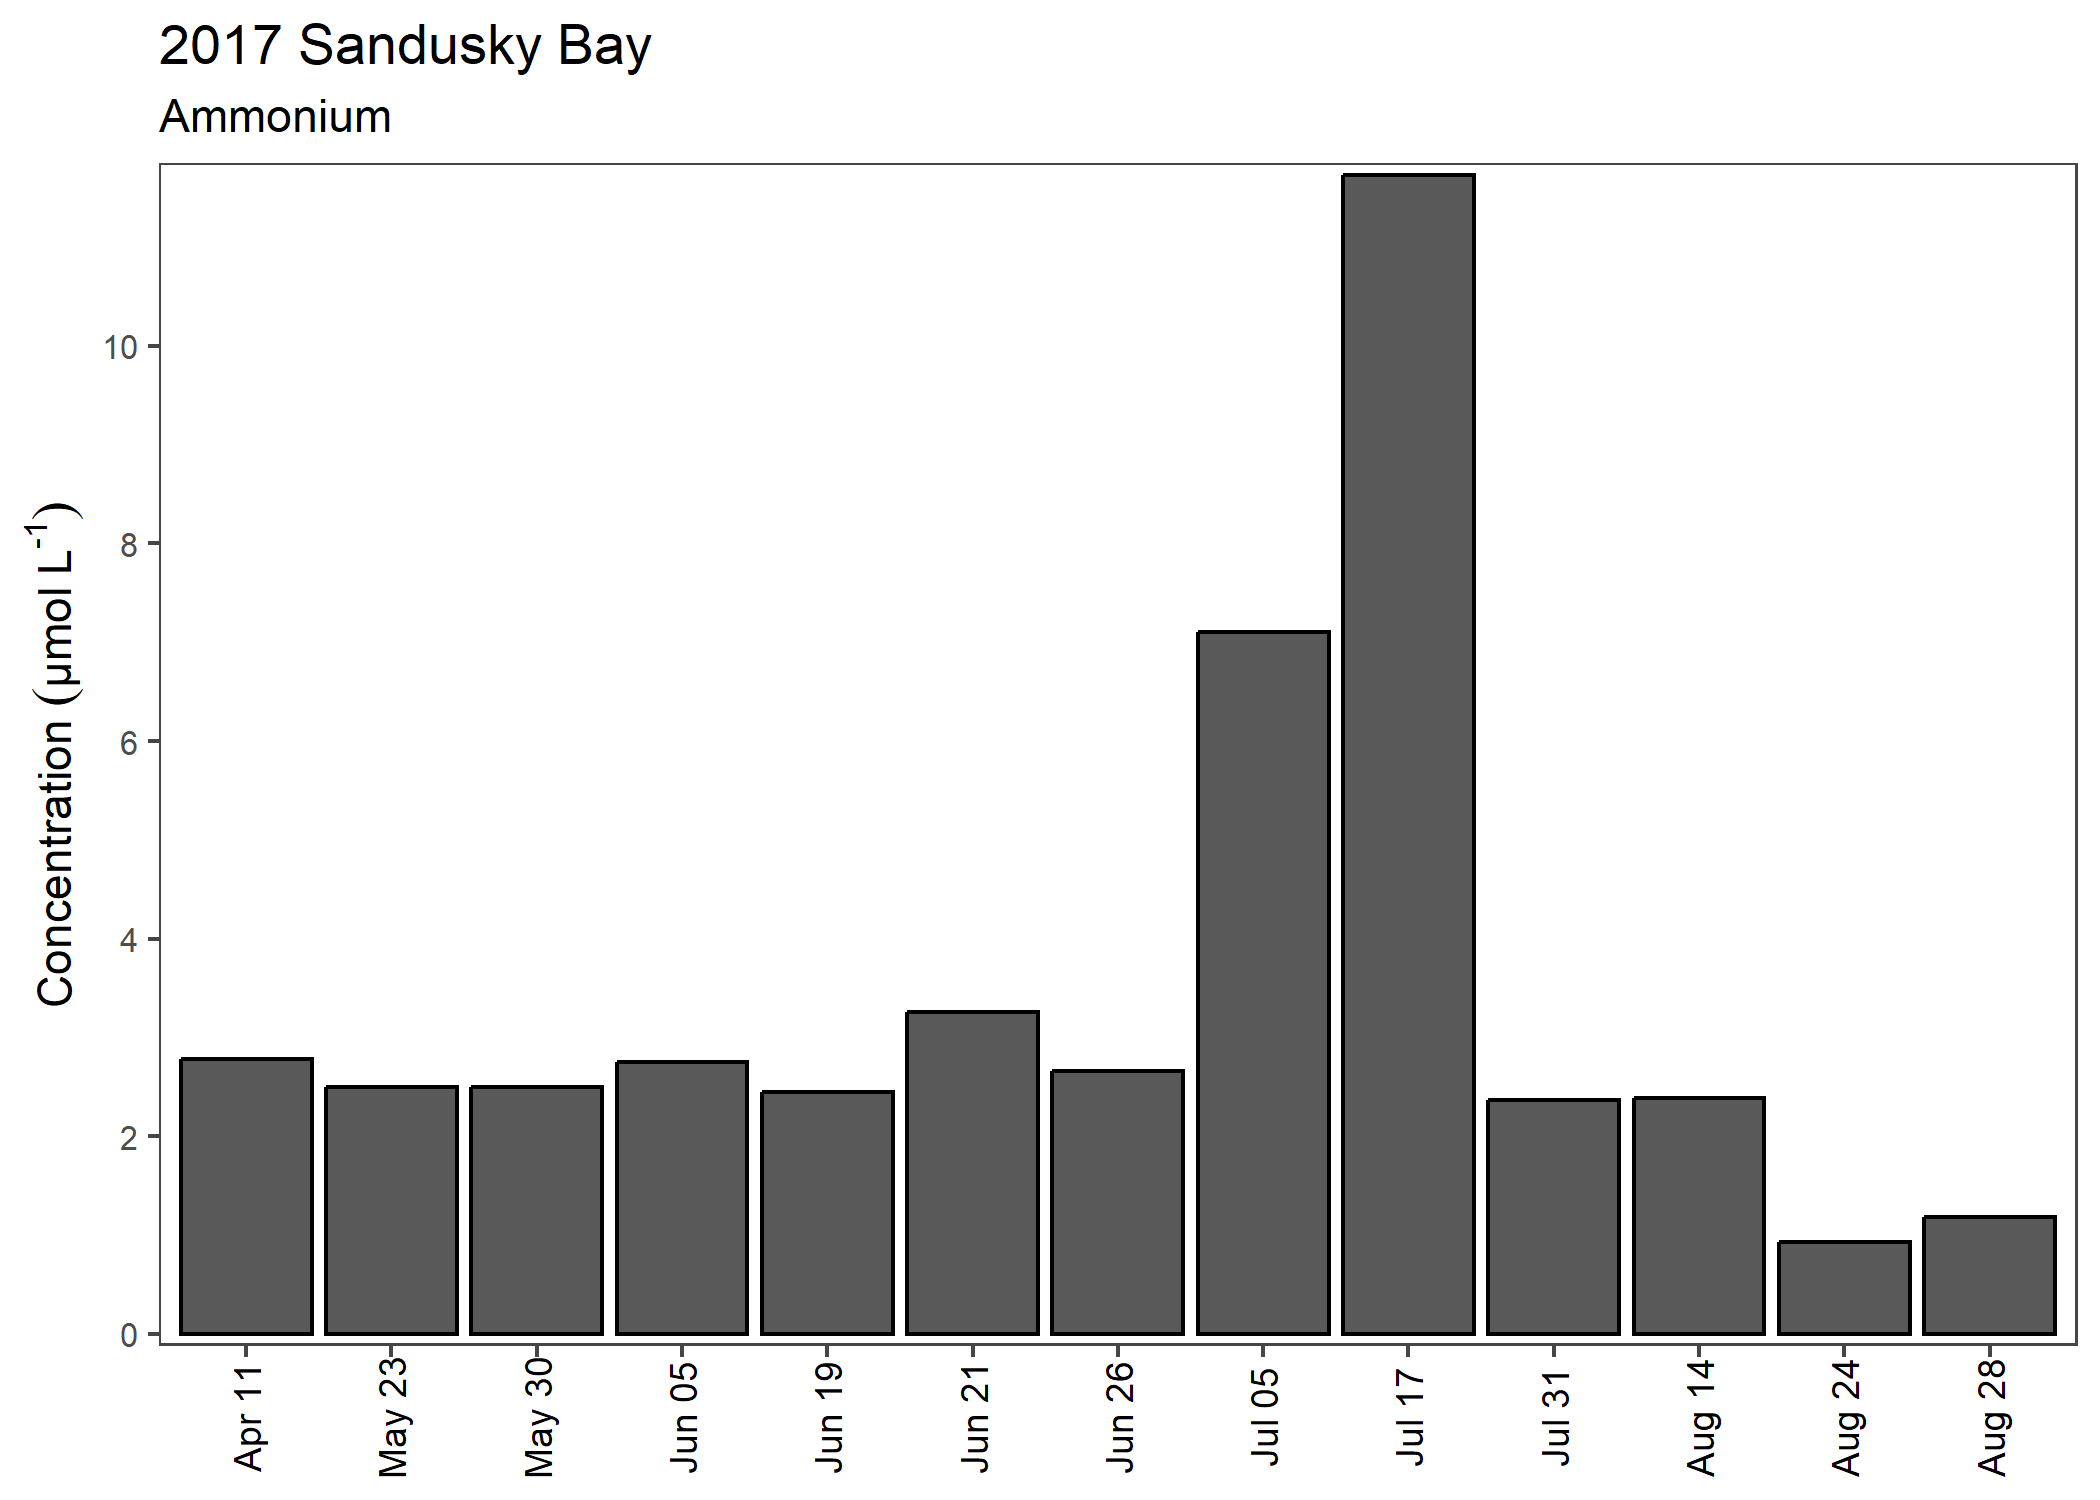 2017 Sandusky Bay
Ammonium
Concentration (µmol L⁻¹)
10
8
6
4
2
0
Apr 11
May 23
May 30
Jun 05
Jun 19
Jun 21
Jun 26
Jul 05
Jul 17
Jul 31
Aug 14
Aug 24
Aug 28